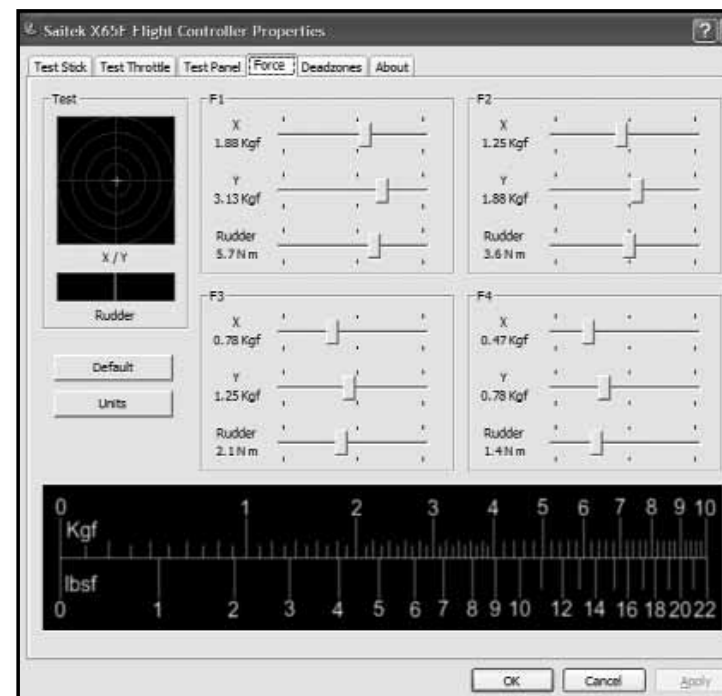 Saitek X65F Flight Controller Properties
?
Test Stick Test Throttle Test Panel Force Deadzones About
Test
X / Y
Rudder
Default
Units
F1
X
1.88 Kgf
Y
3.13 Kgf
Rudder
5.7 N m
F2
X
1.25 Kgf
Y
1.88 Kgf
Rudder
3.6 N m
F3
X
0.78 Kgf
Y
1.25 Kgf
Rudder
2.1 N m
F4
X
0.47 Kgf
Y
0.78 Kgf
Rudder
1.4 N m
0 1 2 3 4 5 6 7 8 9 10
Kgf
lbsf
0 1 2 3 4 5 6 7 8 9 10 12 14 16 18 20 22
OK Cancel Apply